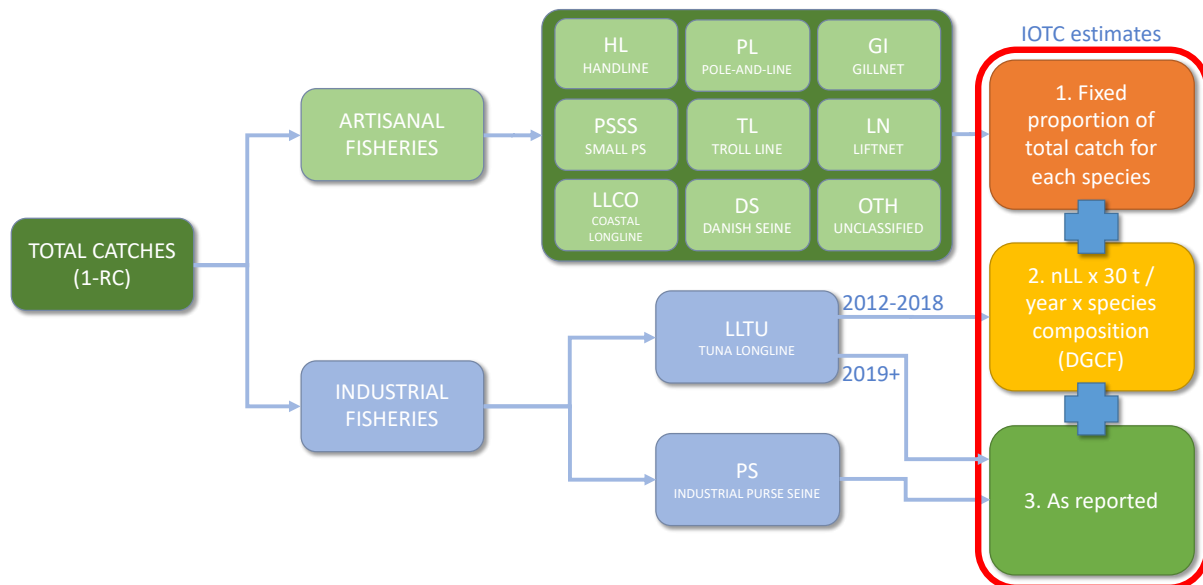 IOTC estimates
HL
HANDLINE
PL
POLE-AND-LINE
GI
GILLNET
PSSS
SMALL PS
TL
TROLL LINE
LN
LIFTNET
LLCO
COASTAL
LONGLINE
DS
DANISH SEINE
OTH
UNCLASSIFIED
ARTISANAL
FISHERIES
1. Fixed
proportion of
total catch for
each species
TOTAL CATCHES
(1-RC)
2. nLL x 30 t /
year x species
composition
(DGCF)
2012-2018
LLTU
TUNA LONGLINE
2019+
INDUSTRIAL
FISHERIES
PS
INDUSTRIAL PURSE SEINE
3. As reported